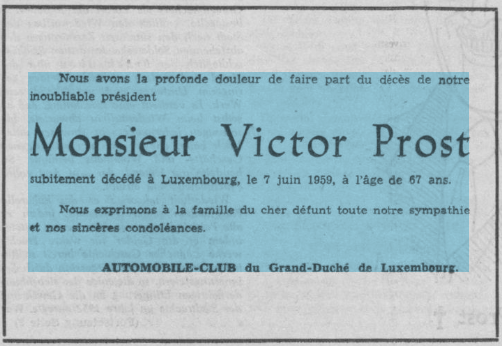 Nous avons la profonde douleur de faire part du décès de notre
inoubliable président
Monsieur Victor Prost
subitement décédé à Luxembourg, le 7 juin 1959, à l'âge de 67 ans.
Nous exprimons à la famille du cher défunt toute notre sympathie
et nos sincères condoléances.
AUTOMOBILE-CLUB du Grand-Duché de Luxembourg.